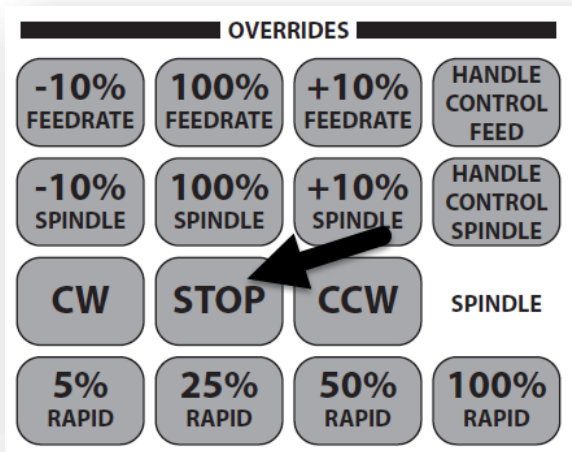 OVERRIDES
-10% FEEDRATE
100% FEEDRATE
+10% FEEDRATE
HANDLE CONTROL FEED
-10% SPINDLE
100% SPINDLE
+10% SPINDLE
HANDLE CONTROL SPINDLE
CW
STOP
CCW
SPINDLE
5% RAPID
25% RAPID
50% RAPID
100% RAPID